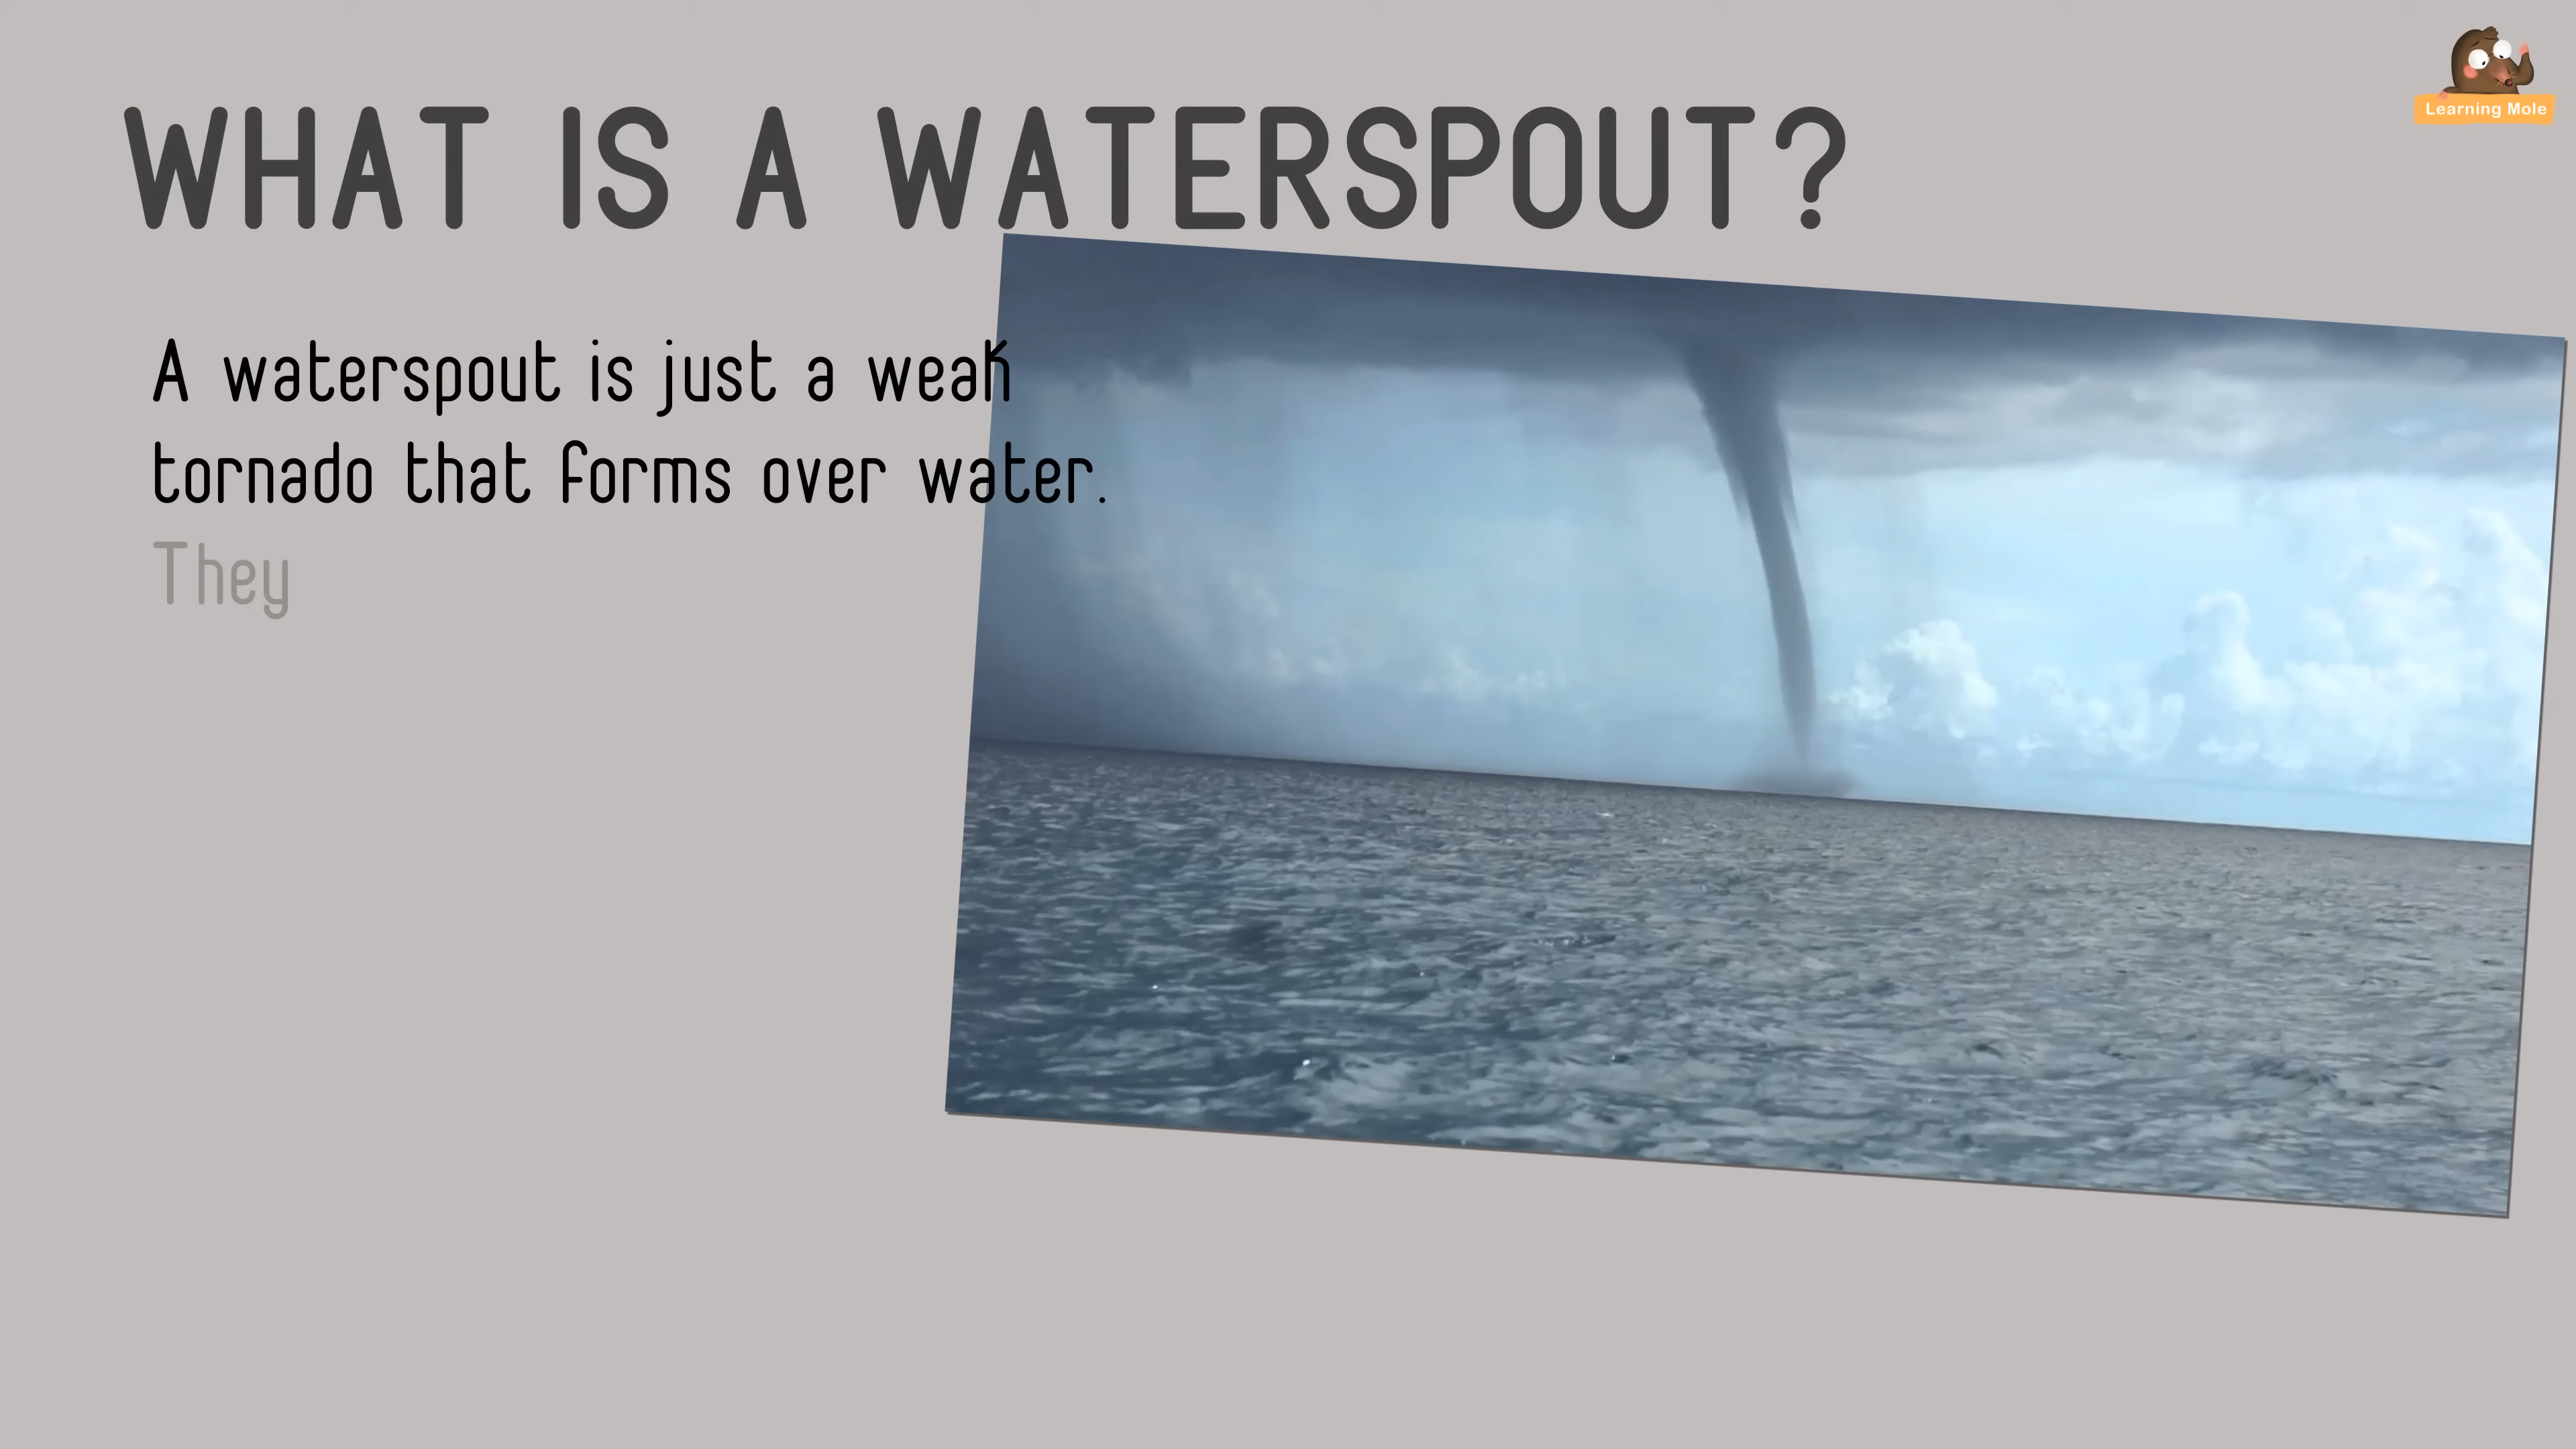 Learning Mole
WHAT IS A WATERSPOUT?
A waterspout is just a weak
tornado that forms over water.
They